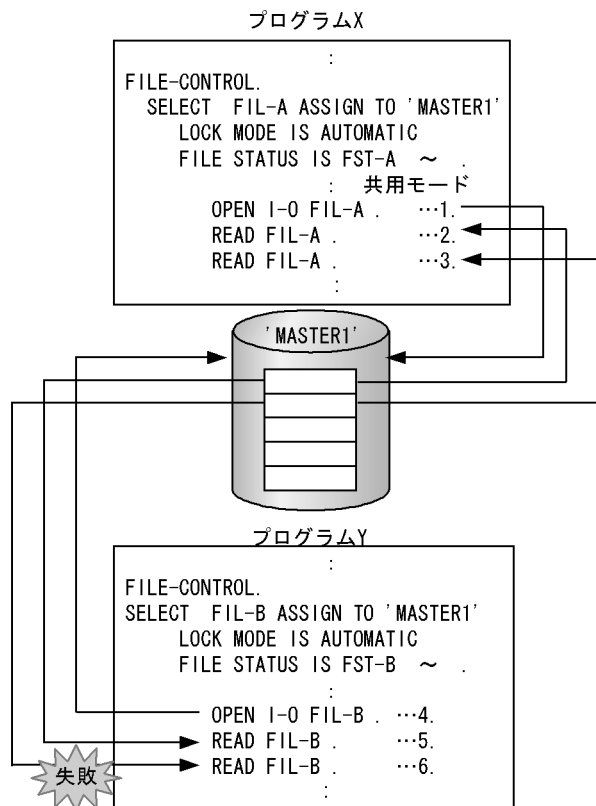 プログラムX
:
FILE-CONTROL.
SELECT FIL-A ASSIGN TO 'MASTER1'
LOCK MODE IS AUTOMATIC
FILE STATUS IS FST-A ～ .
: 共用モード
OPEN I-O FIL-A . …1.
READ FIL-A . …2.
READ FIL-A . …3.
:
'MASTER1'
プログラムY
:
FILE-CONTROL.
SELECT FIL-B ASSIGN TO 'MASTER1'
LOCK MODE IS AUTOMATIC
FILE STATUS IS FST-B ～ .
:
OPEN I-O FIL-B . …4.
READ FIL-B . …5.
失敗 READ FIL-B . …6.
: